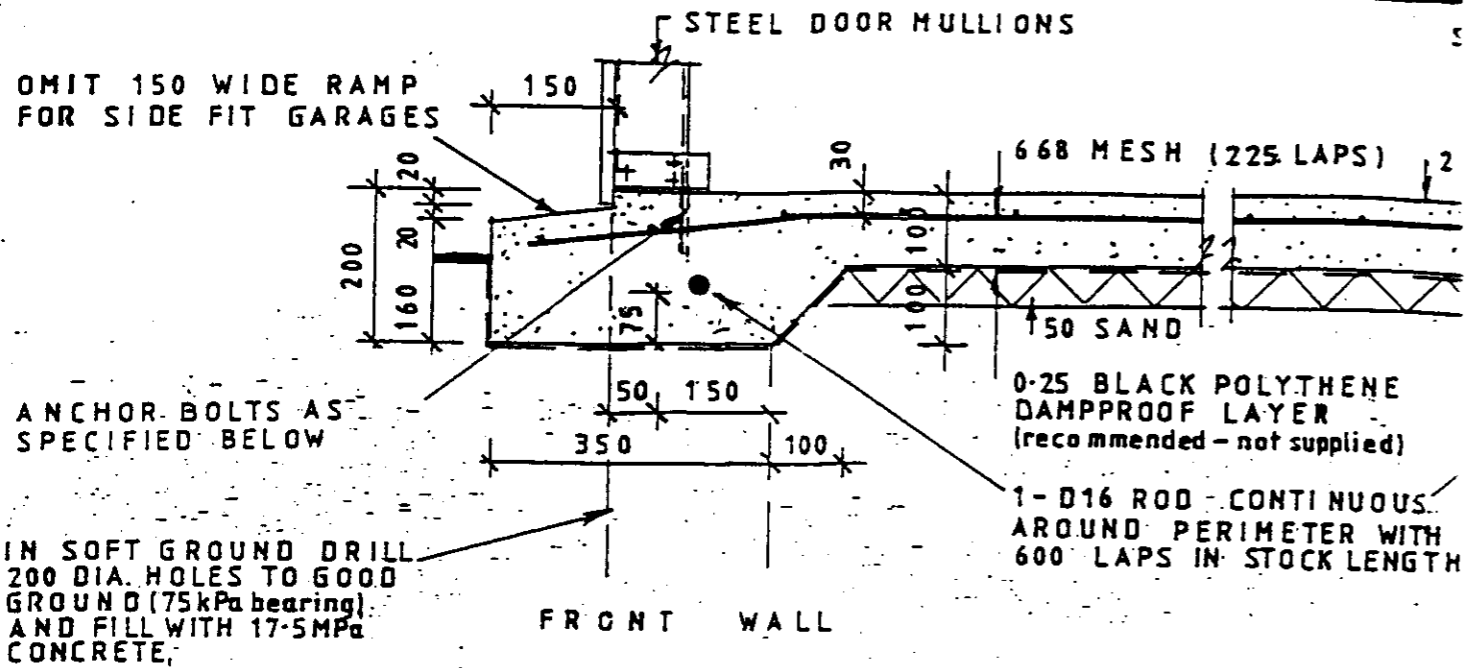 STEEL DOOR MULLIONS
OMIT 150 WIDE RAMP
FOR SIDE FIT GARAGES
150
20
30
668 MESH (225 LAPS)
2
200
20
160
105
100
75
50 SAND
50 150
350 100
ANCHOR BOLTS AS
SPECIFIED BELOW
0·25 BLACK POLYTHENE
DAMPPROOF LAYER
(recommended - not supplied)
1- D16 ROD - CONTINUOUS
AROUND PERIMETER WITH
600 LAPS IN STOCK LENGTH
IN SOFT GROUND DRILL
200 DIA. HOLES TO GOOD
GROUND (75kPa bearing)
AND FILL WITH 17·5MPa
CONCRETE.
FRONT WALL